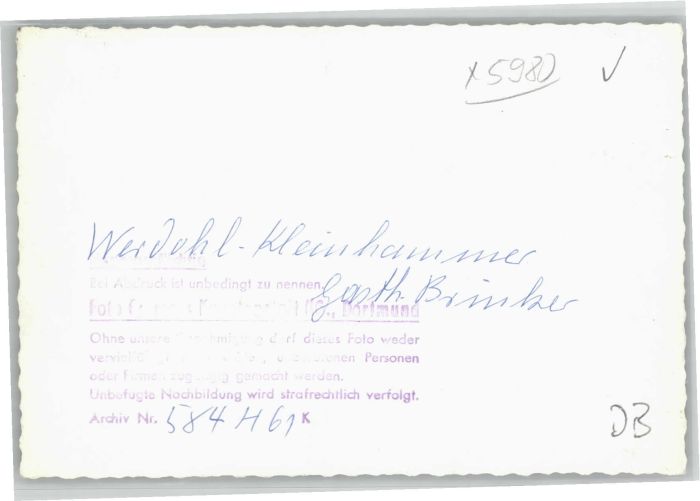 x5980 ✓
Werdohl-Kleinhammer
Gasth. Brinker
Bei Abdruck ist unbedingt zu nennen
Foto Dortmund
Ohne unsere Genehmigung darf dieses Foto weder
Personen
oder Firmen zugängig gemacht werden.
Unbefugte Nachbildung wird strafrechtlich verfolgt.
Archiv Nr. 584 H 61 K
DB